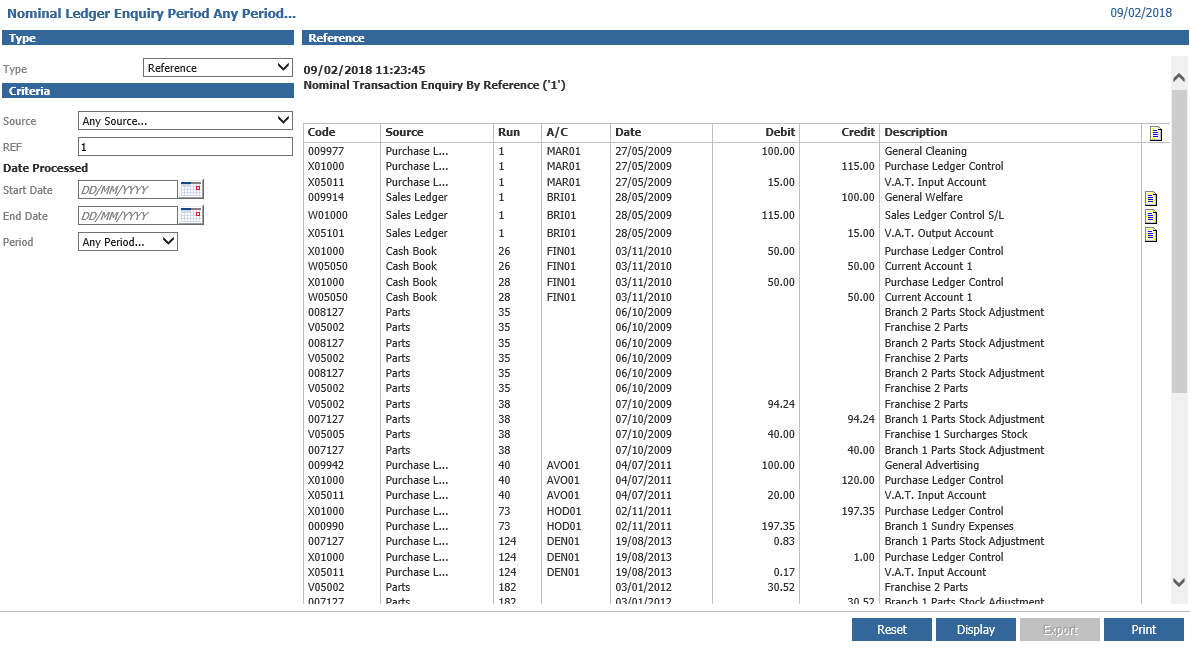 Nominal Ledger Enquiry Period Any Period... 09/02/2018
Type
Type Reference
Criteria
Source Any Source...
REF 1
Date Processed
Start Date DD/MM/YYYY
End Date DD/MM/YYYY
Period Any Period...
Reference
09/02/2018 11:23:45
Nominal Transaction Enquiry By Reference ('1')
Code Source Run A/C Date Debit Credit Description
009977 Purchase L... 1 MAR01 27/05/2009 100.00 General Cleaning
X01000 Purchase L... 1 MAR01 27/05/2009 115.00 Purchase Ledger Control
X05011 Purchase L... 1 MAR01 27/05/2009 15.00 V.A.T. Input Account
009914 Sales Ledger 1 BRI01 28/05/2009 100.00 General Welfare
W01000 Sales Ledger 1 BRI01 28/05/2009 115.00 Sales Ledger Control S/L
X05101 Sales Ledger 1 BRI01 28/05/2009 15.00 V.A.T. Output Account
X01000 Cash Book 26 FIN01 03/11/2010 50.00 Purchase Ledger Control
W05050 Cash Book 26 FIN01 03/11/2010 50.00 Current Account 1
X01000 Cash Book 28 FIN01 03/11/2010 50.00 Purchase Ledger Control
W05050 Cash Book 28 FIN01 03/11/2010 50.00 Current Account 1
008127 Parts 35 06/10/2009 Branch 2 Parts Stock Adjustment
V05002 Parts 35 06/10/2009 Franchise 2 Parts
008127 Parts 35 06/10/2009 Branch 2 Parts Stock Adjustment
V05002 Parts 35 06/10/2009 Franchise 2 Parts
008127 Parts 35 06/10/2009 Branch 2 Parts Stock Adjustment
V05002 Parts 35 06/10/2009 Franchise 2 Parts
V05002 Parts 38 07/10/2009 94.24 Franchise 2 Parts
007127 Parts 38 07/10/2009 94.24 Branch 1 Parts Stock Adjustment
V05005 Parts 38 07/10/2009 40.00 Franchise 1 Surcharges Stock
007127 Parts 38 07/10/2009 40.00 Branch 1 Parts Stock Adjustment
009942 Purchase L... 40 AVO01 04/07/2011 100.00 General Advertising
X01000 Purchase L... 40 AVO01 04/07/2011 120.00 Purchase Ledger Control
X05011 Purchase L... 40 AVO01 04/07/2011 20.00 V.A.T. Input Account
X01000 Purchase L... 73 HOD01 02/11/2011 197.35 Purchase Ledger Control
000990 Purchase L... 73 HOD01 02/11/2011 197.35 Branch 1 Sundry Expenses
007127 Purchase L... 124 DEN01 19/08/2013 0.83 Branch 1 Parts Stock Adjustment
X01000 Purchase L... 124 DEN01 19/08/2013 1.00 Purchase Ledger Control
X05011 Purchase L... 124 DEN01 19/08/2013 0.17 V.A.T. Input Account
V05002 Parts 182 03/01/2012 30.52 Franchise 2 Parts
007127 Parts 182 03/01/2012 30.52 Branch 1 Parts Stock Adjustment
Reset Display Export Print